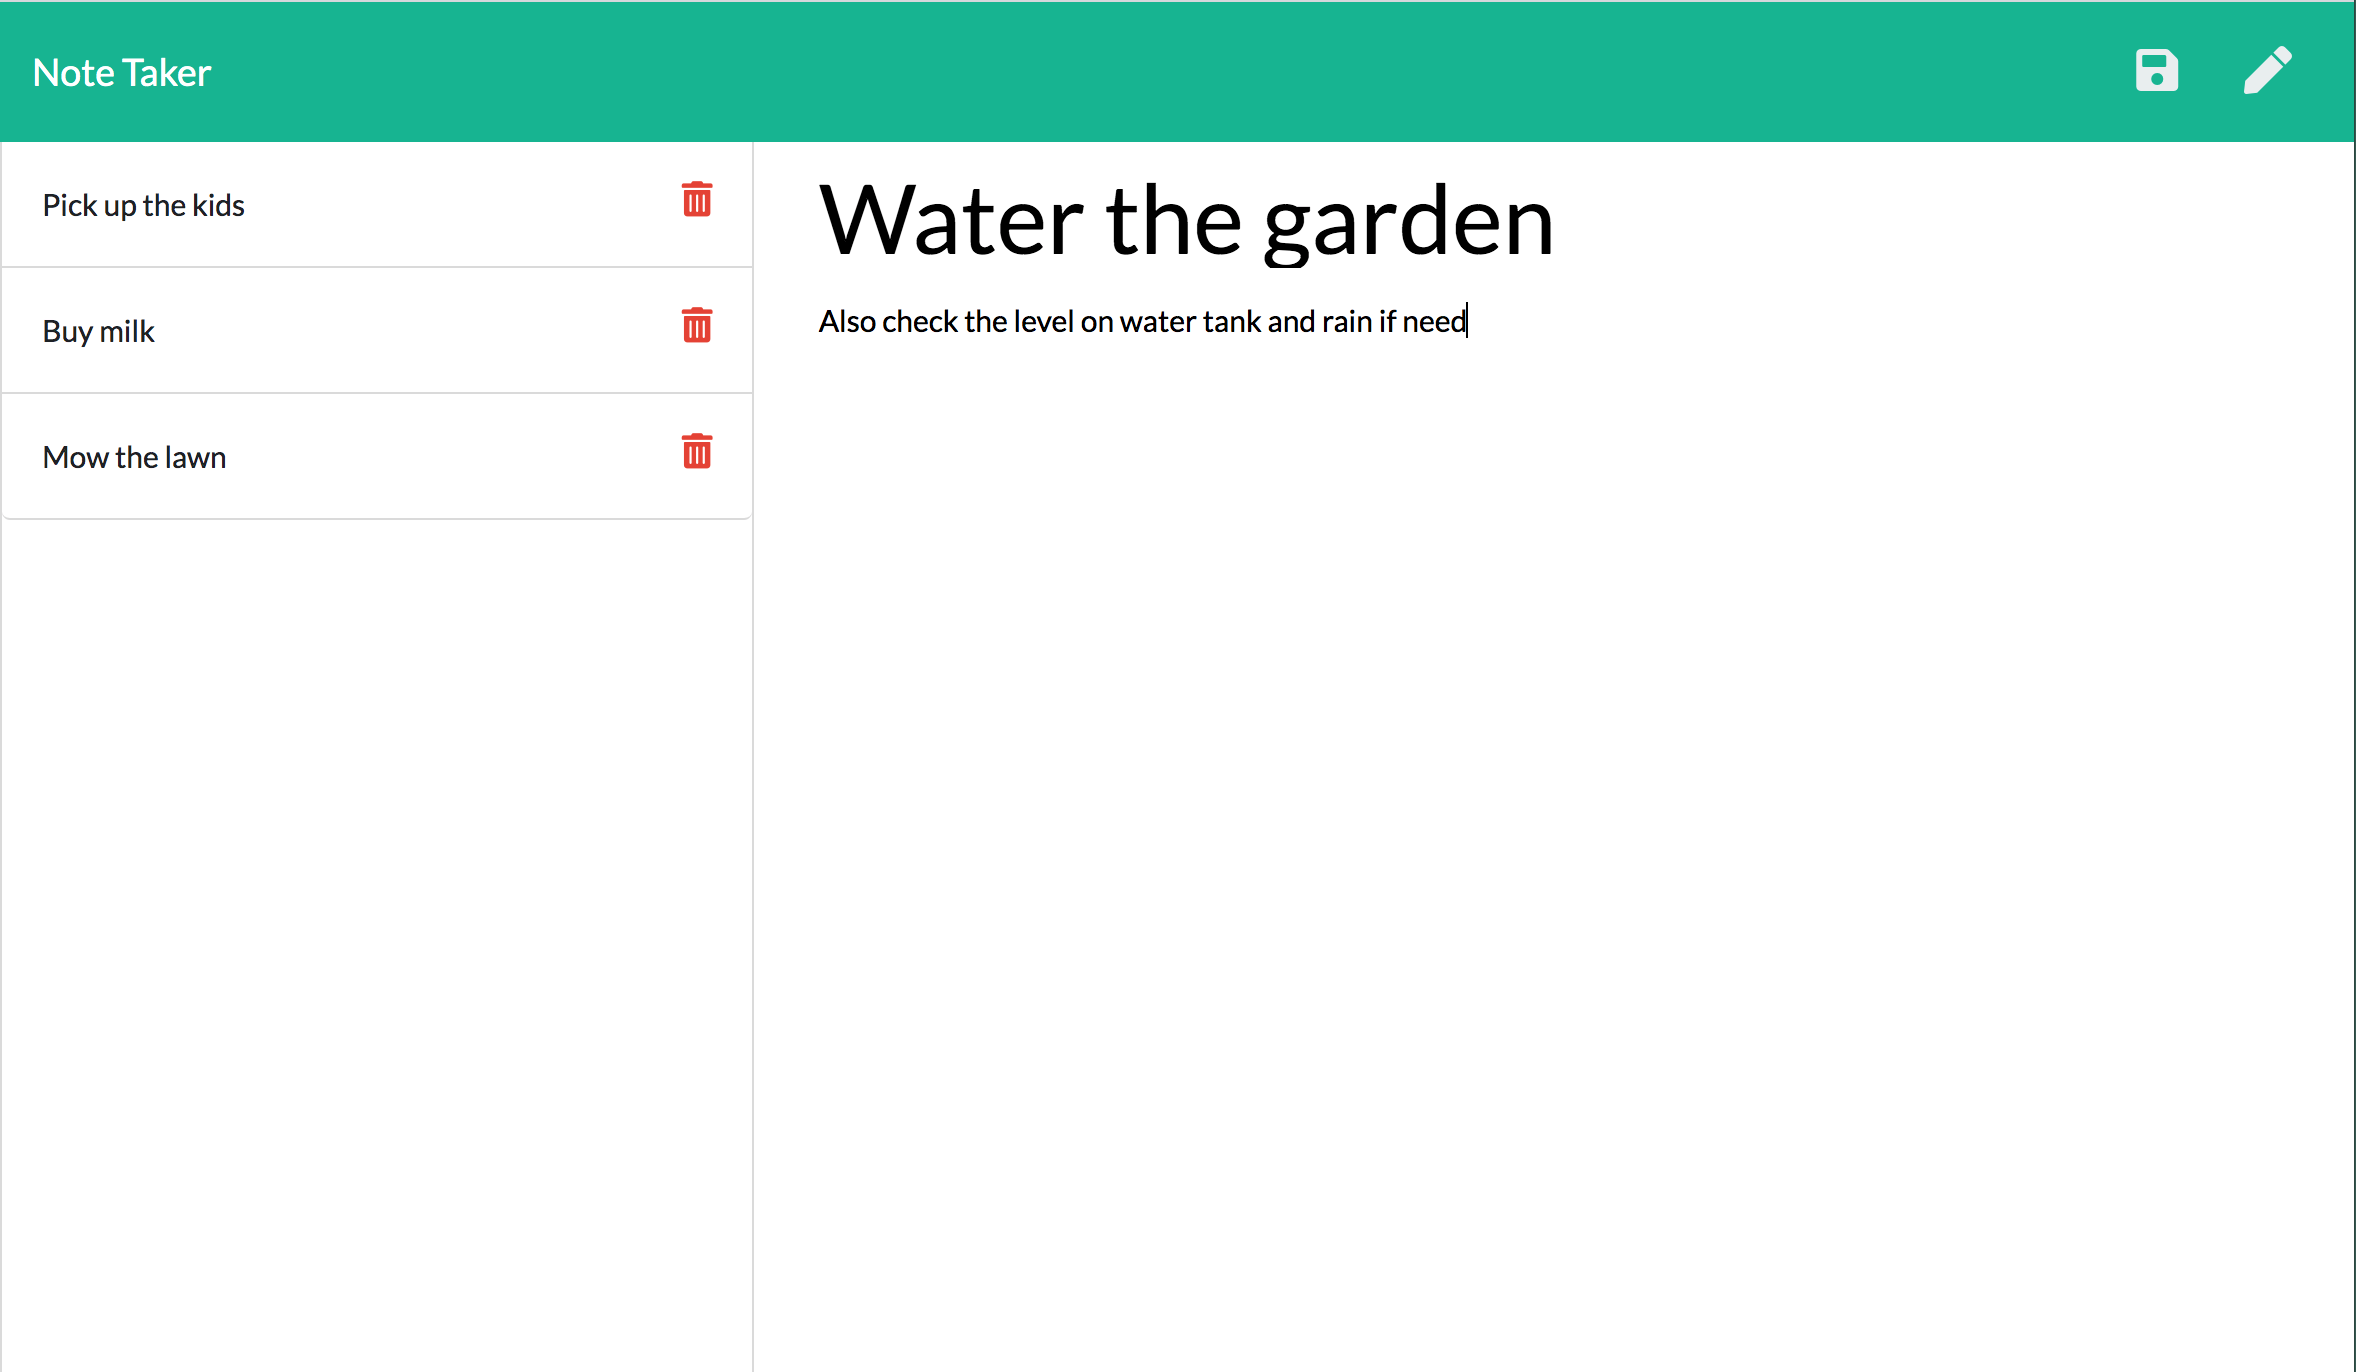 Note Taker
Pick up the kids
Buy milk
Mow the lawn
Water the garden
Also check the level on water tank and rain if need